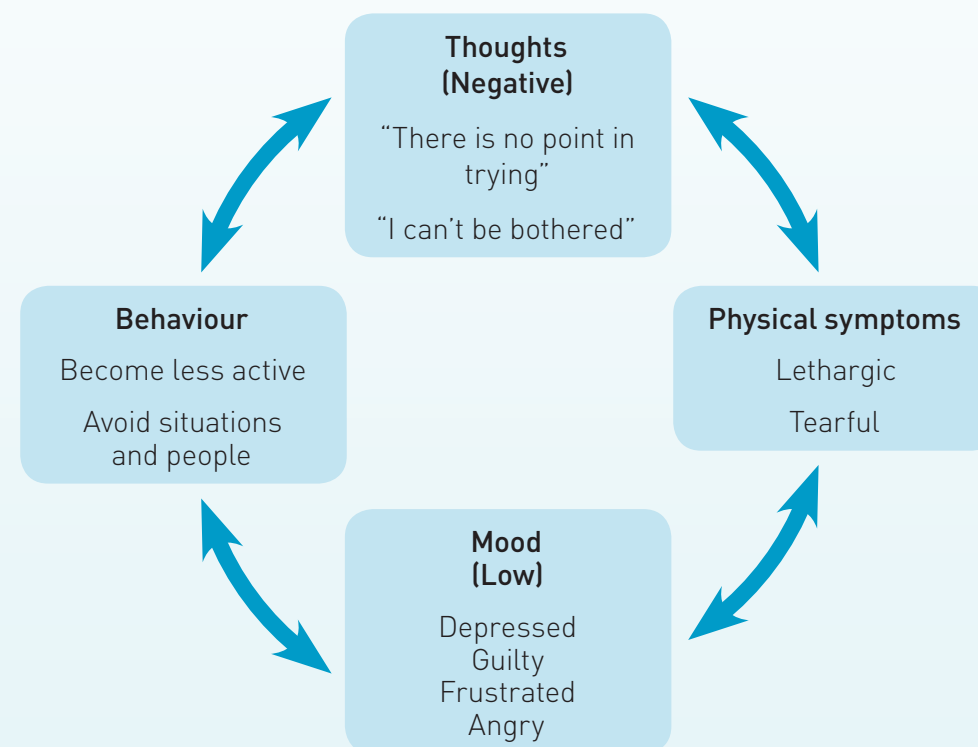 Thoughts
(Negative)
“There is no point in
trying”
“I can’t be bothered”
Behaviour
Become less active
Avoid situations
and people
Physical symptoms
Lethargic
Tearful
Mood
(Low)
Depressed
Guilty
Frustrated
Angry